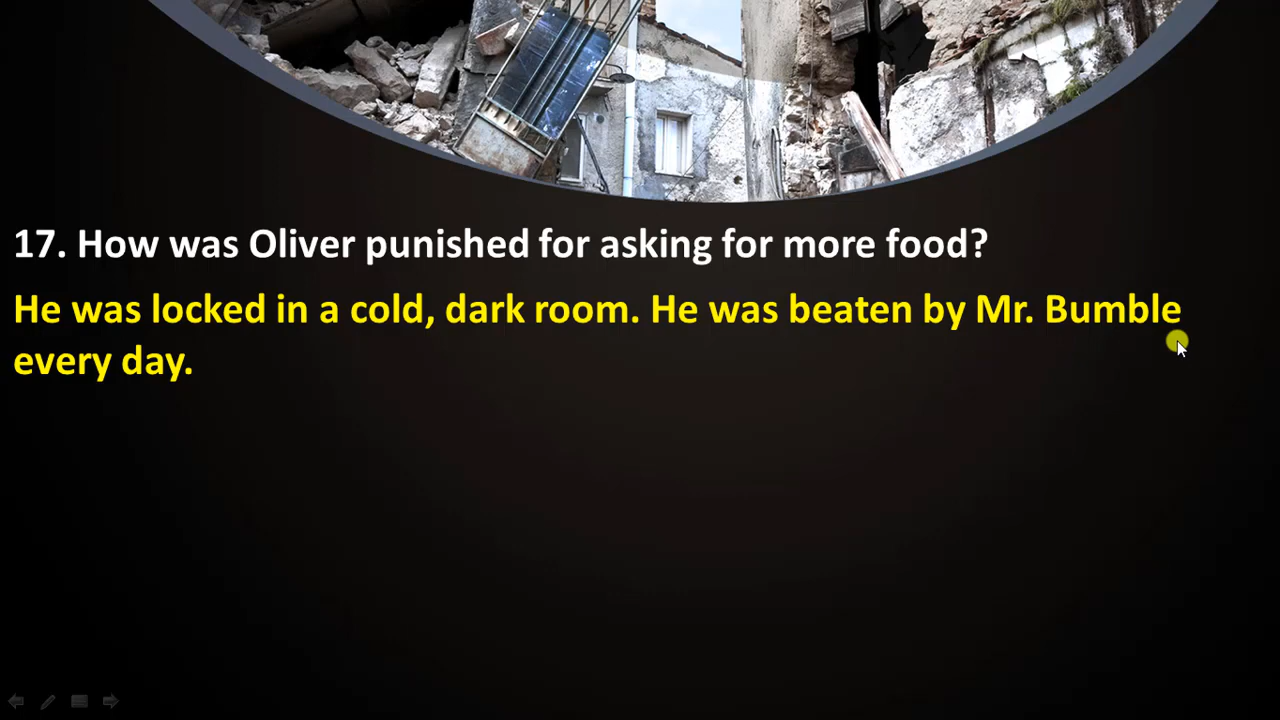 17. How was Oliver punished for asking for more food?
He was locked in a cold, dark room. He was beaten by Mr. Bumble
every day.